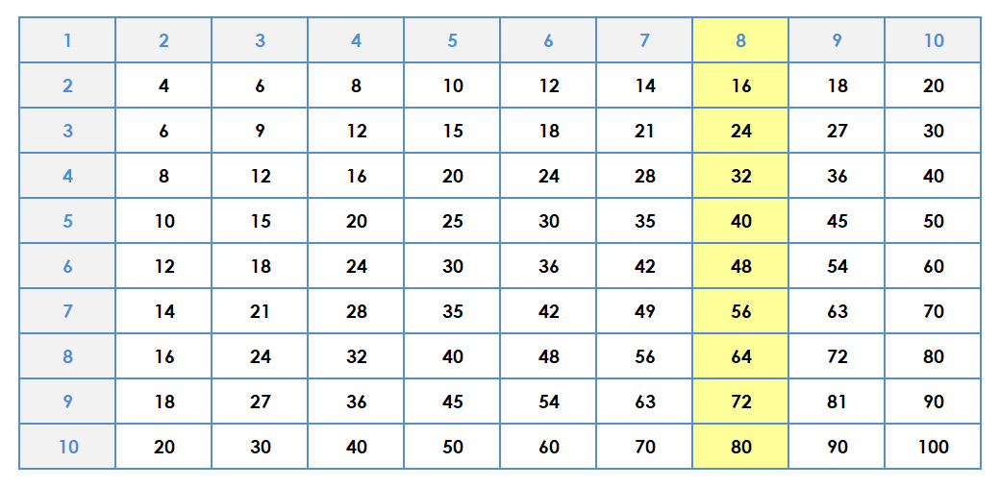 1 2 3 4 5 6 7 8 9 10
2 4 6 8 10 12 14 16 18 20
3 6 9 12 15 18 21 24 27 30
4 8 12 16 20 24 28 32 36 40
5 10 15 20 25 30 35 40 45 50
6 12 18 24 30 36 42 48 54 60
7 14 21 28 35 42 49 56 63 70
8 16 24 32 40 48 56 64 72 80
9 18 27 36 45 54 63 72 81 90
10 20 30 40 50 60 70 80 90 100